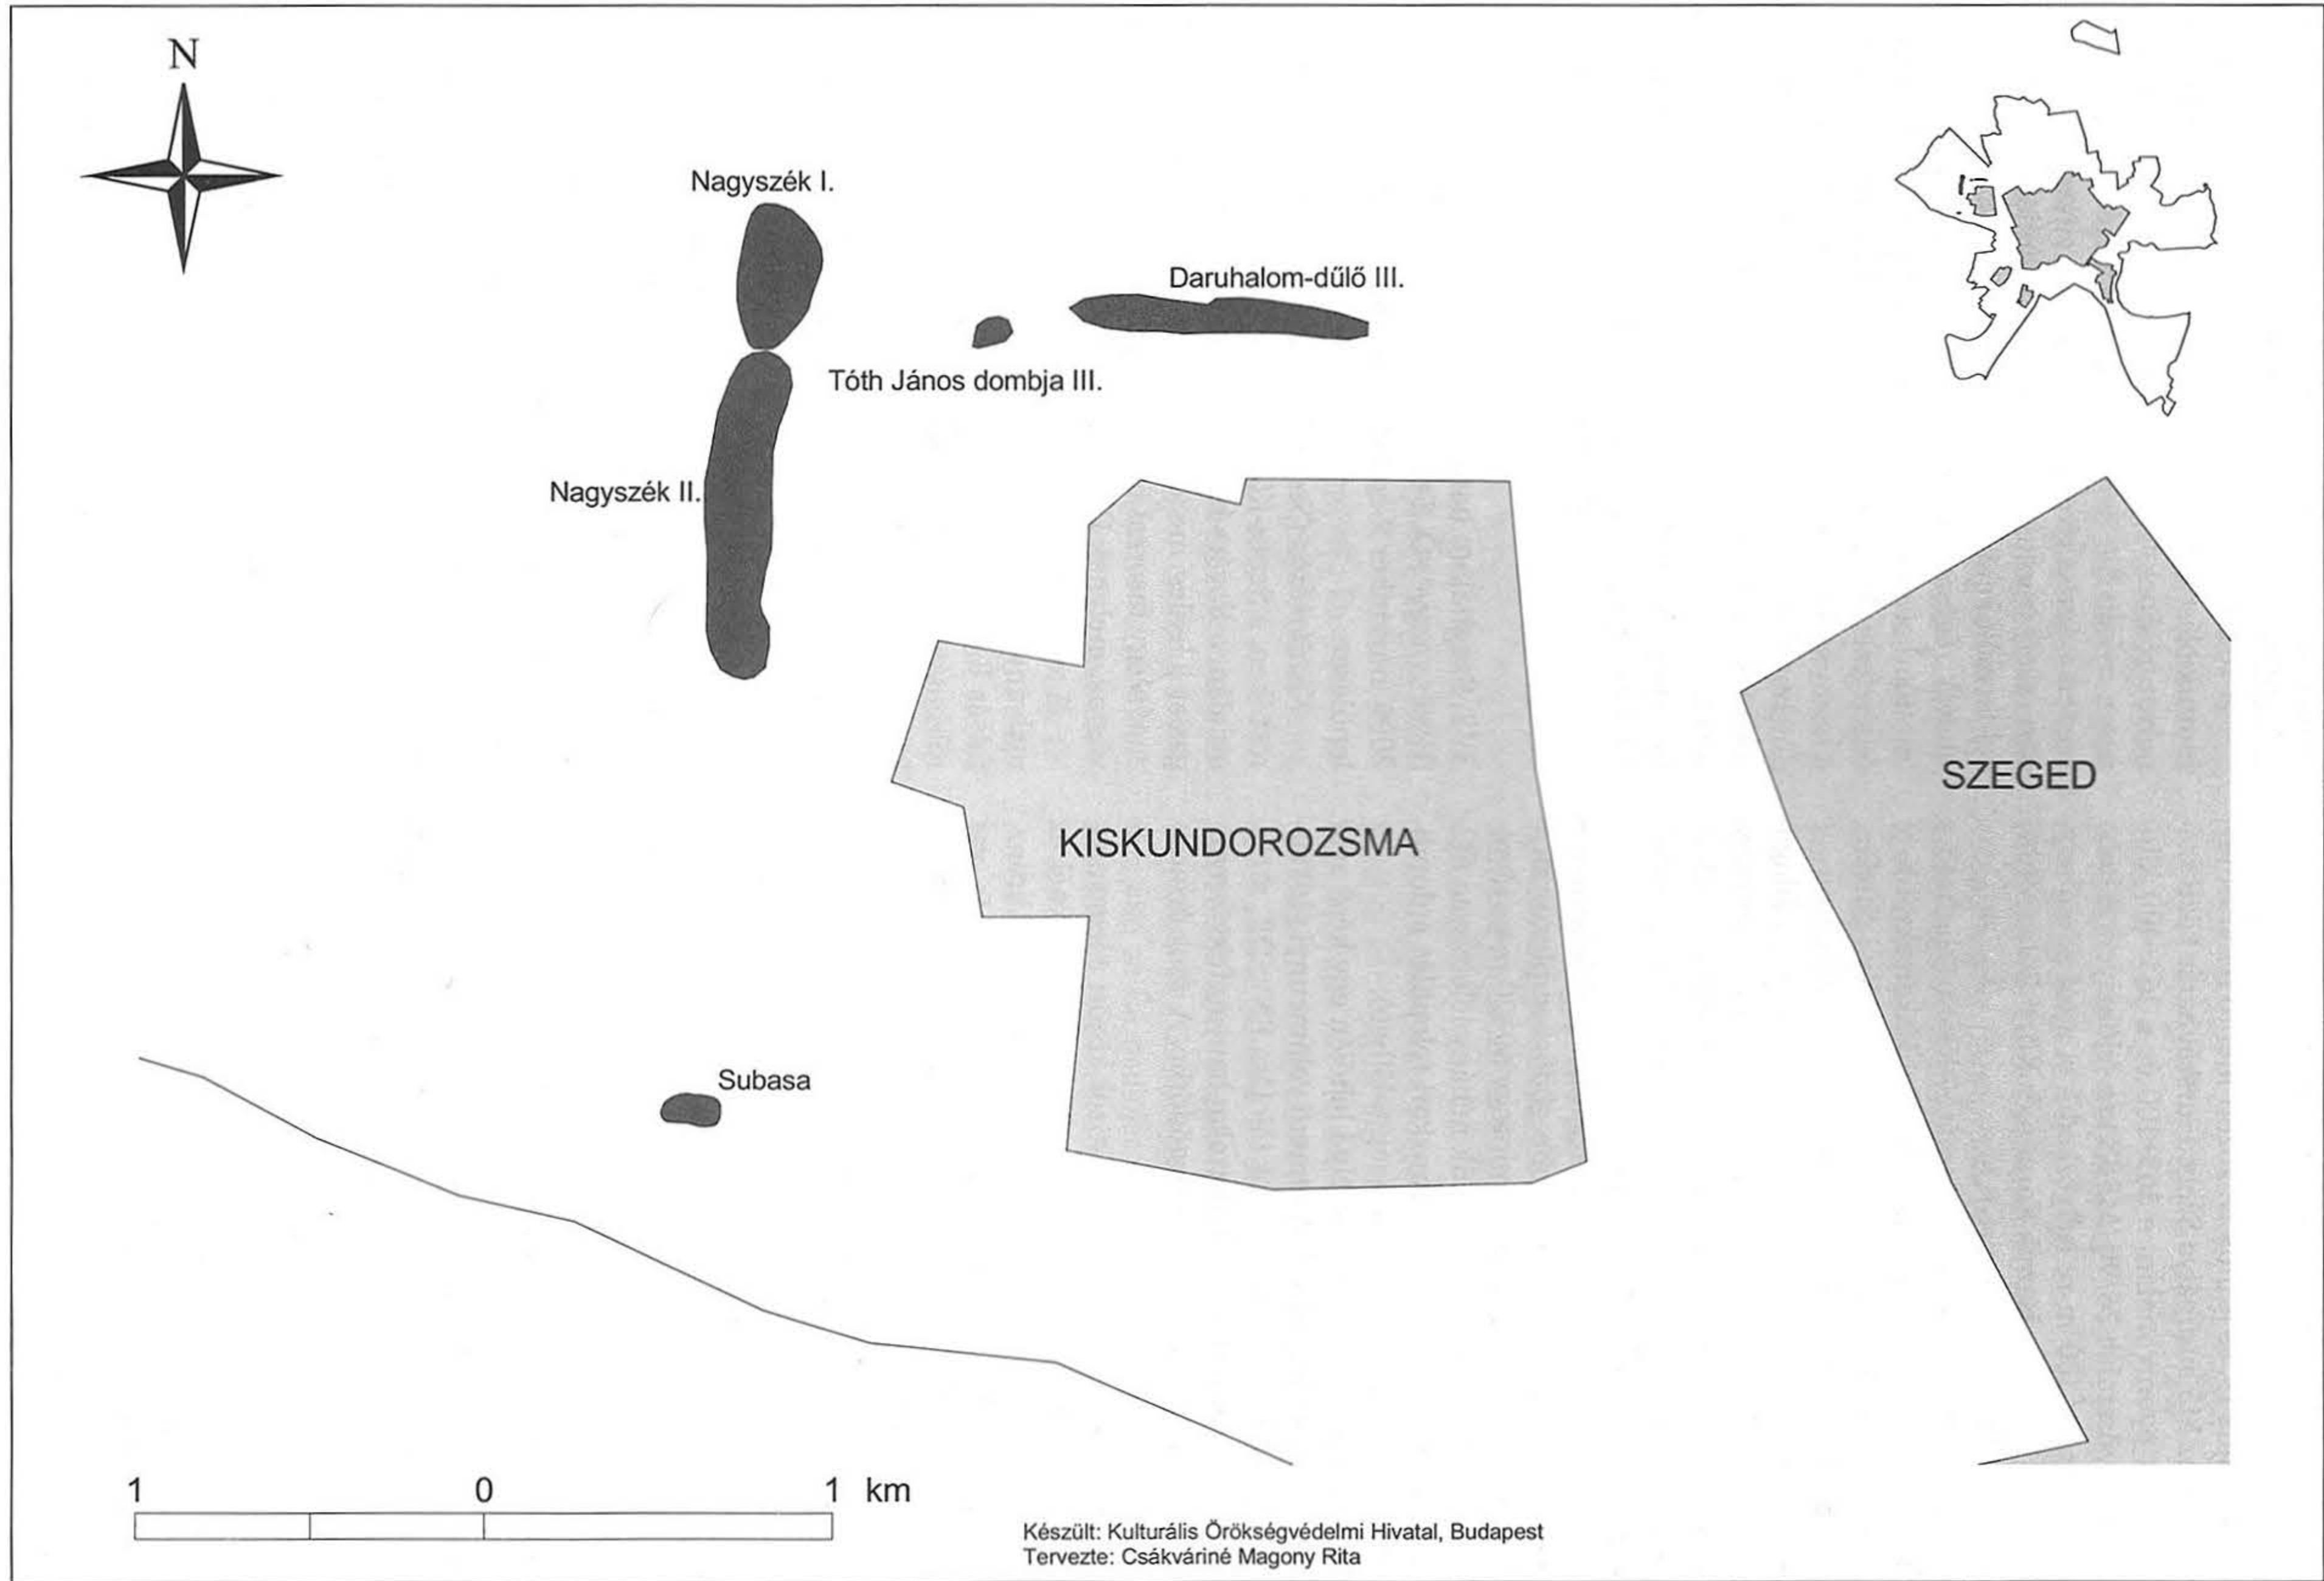 N
Nagyszék I.
Daruhalom-dűlő III.
Tóth János dombja III.
Nagyszék II.
SZEGED
KISKUNDOROZSMA
Subasa
1 0 1 km
Készült: Kulturális Örökségvédelmi Hivatal, Budapest
Tervezte: Csákváriné Magony Rita